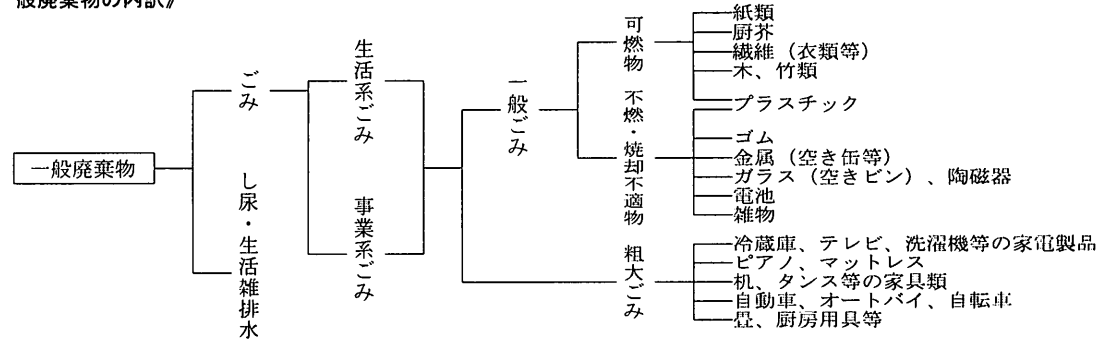 般廃棄物の内訳》
一般廃棄物
ごみ
し尿・生活雑排水
生活系ごみ
事業系ごみ
一般ごみ
可燃物
不燃・焼却不適物
粗大ごみ
紙類
厨芥
繊維（衣類等）
木、竹類
プラスチック
ゴム
金属（空き缶等）
ガラス（空きビン）、陶磁器
電池
雑物
冷蔵庫、テレビ、洗濯機等の家電製品
ピアノ、マットレス
机、タンス等の家具類
自動車、オートバイ、自転車
畳、厨房用具等